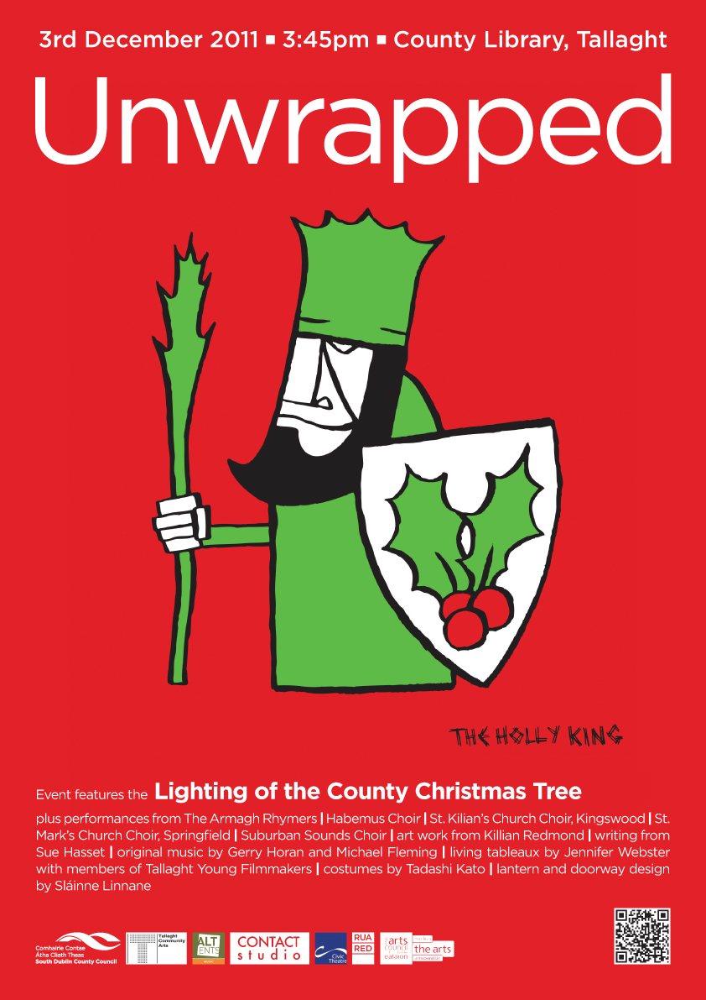 3rd December 2011 ▪ 3:45pm ▪ County Library, Tallaght
Unwrapped
THE HOLLY KING
Event features the Lighting of the County Christmas Tree
plus performances from The Armagh Rhymers | Habemus Choir | St. Kilian's Church Choir, Kingswood | St.
Mark's Church Choir, Springfield | Suburban Sounds Choir | art work from Killian Redmond | writing from
Sue Hasset | original music by Gerry Horan and Michael Fleming | living tableaux by Jennifer Webster
with members of Tallaght Young Filmmakers | costumes by Tadashi Kato | lantern and doorway design
by Sláinne Linnane
Comhairle Contae
Átha Cliath Theas
South Dublin County Council
T
Tallaght
Community
Arts
ALT
ENTS
CONTACT
studio
Civic
Theatre
RUA
RED
arts
council
ealaíon
the arts